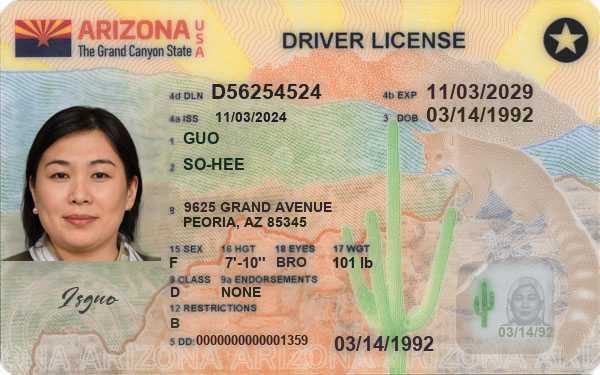 ARIZONA USA
The Grand Canyon State
DRIVER LICENSE
4d DLN D56254524
4b EXP 11/03/2029
4a ISS 11/03/2024
3 DOB 03/14/1992
1 GUO
2 SO-HEE
8 9625 GRAND AVENUE
PEORIA, AZ 85345
15 SEX 16 HGT 18 EYES 17 WGT
F 7'-10" BRO 101 lb
9 CLASS 9a ENDORSEMENTS
D NONE
12 RESTRICTIONS
B
5 DD: 0000000000001359
03/14/1992
Isguo
03/14/92
ARIZONA ARIZONA ARIZONA ARIZONA